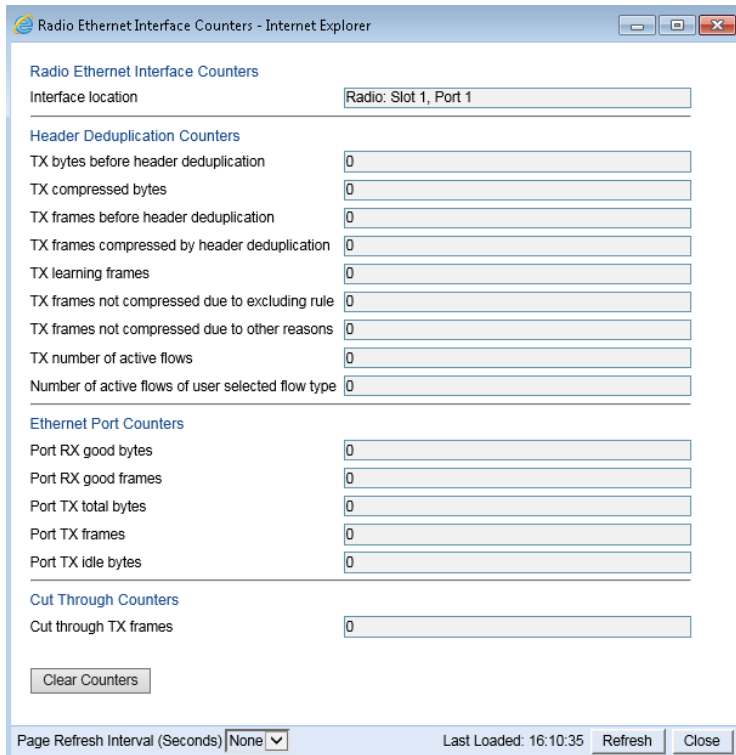 Radio Ethernet Interface Counters - Internet Explorer
Radio Ethernet Interface Counters
Interface location Radio: Slot 1, Port 1
Header Deduplication Counters
TX bytes before header deduplication 0
TX compressed bytes 0
TX frames before header deduplication 0
TX frames compressed by header deduplication 0
TX learning frames 0
TX frames not compressed due to excluding rule 0
TX frames not compressed due to other reasons 0
TX number of active flows 0
Number of active flows of user selected flow type 0
Ethernet Port Counters
Port RX good bytes 0
Port RX good frames 0
Port TX total bytes 0
Port TX frames 0
Port TX idle bytes 0
Cut Through Counters
Cut through TX frames 0
Clear Counters
Page Refresh Interval (Seconds) None Last Loaded: 16:10:35 Refresh Close